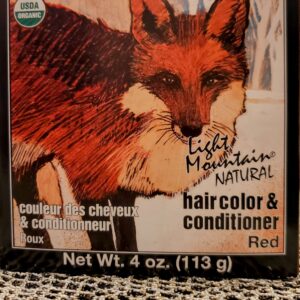 USDA
ORGANIC
Light
Mountain®
NATURAL
couleur des cheveux
& conditionneur
Roux
hair color &
conditioner
Red
Net Wt. 4 oz. (113 g)